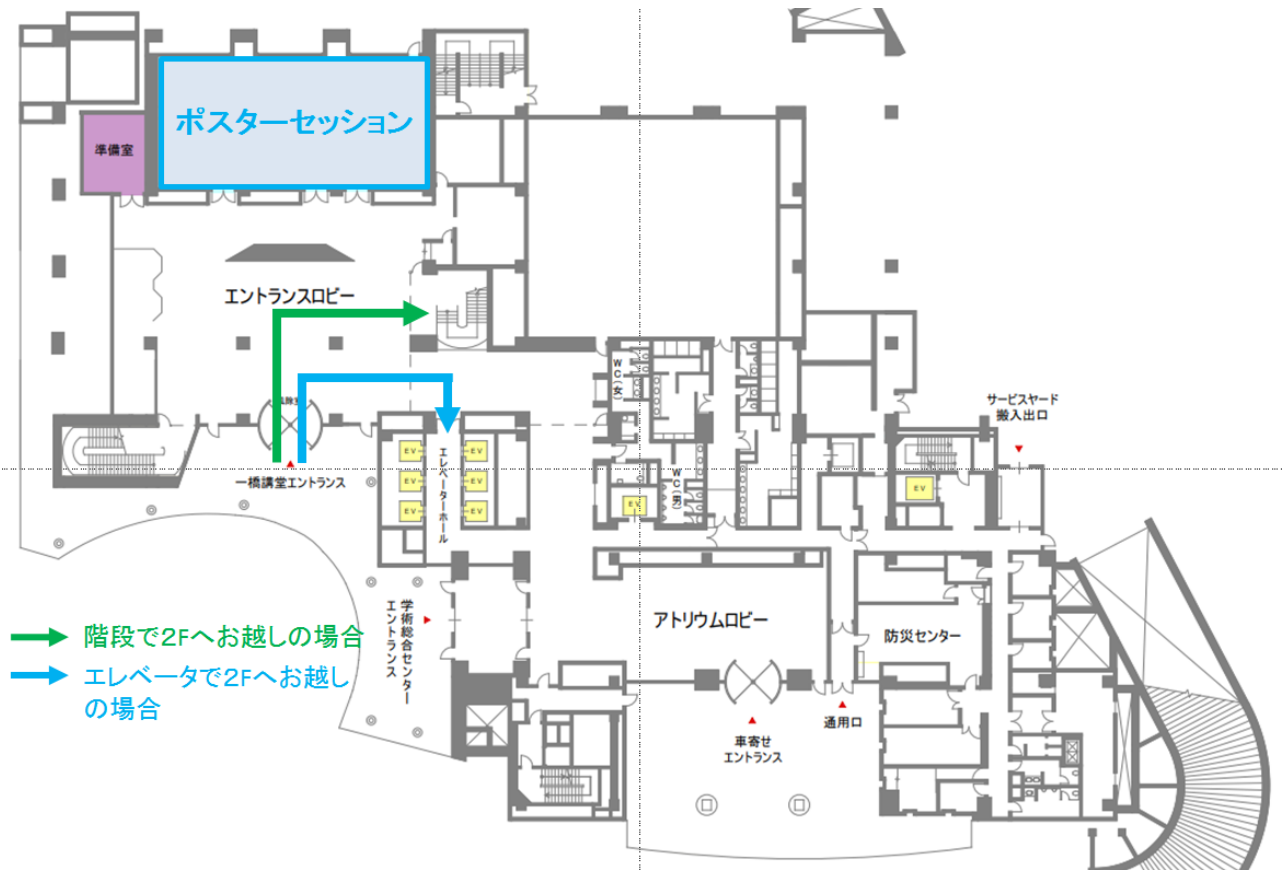 ポスターセッション
準備室
エントランスロビー
WC(女)
サービスヤード
搬入出口
一橋講堂エントランス
EV
EV
EV
EV
EV
EV
エレベーターホール
EV
WC(男)
EV
学術総合センター
エントランス
アトリウムロビー
防災センター
階段で2Fへお越しの場合
エレベータで2Fへお越し
の場合
車寄せ
エントランス
通用口